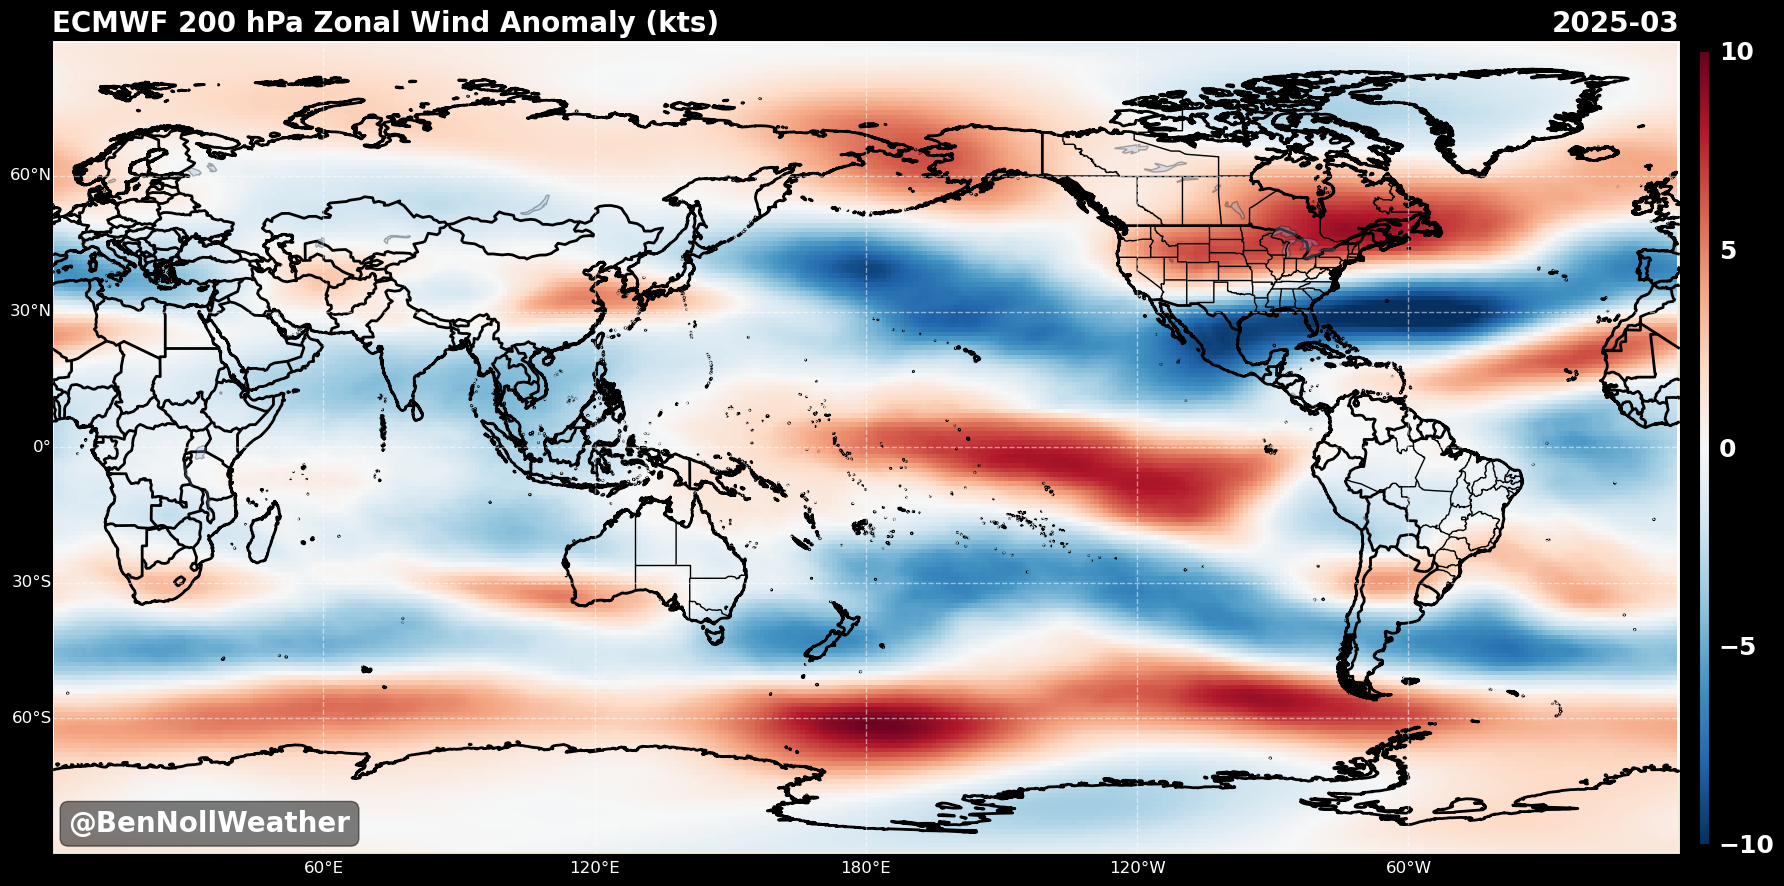 ECMWF 200 hPa Zonal Wind Anomaly (kts)
2025-03
10
5
0
−5
−10
60°N
30°N
0°
30°S
60°S
60°E
120°E
180°E
120°W
60°W
@BenNollWeather